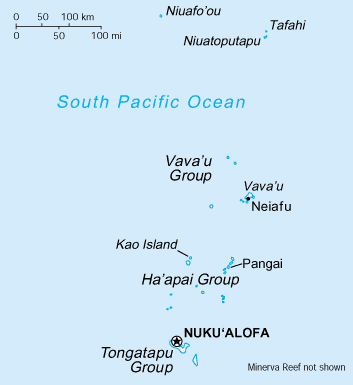 0 50 100 km
0 50 100 mi
Niuafo'ou
Tafahi
Niuatoputapu
South Pacific Ocean
Vava'u
Group
Vava'u
Neiafu
Kao Island
Pangai
Ha'apai Group
NUKU‘ALOFA
Tongatapu
Group
Minerva Reef not shown